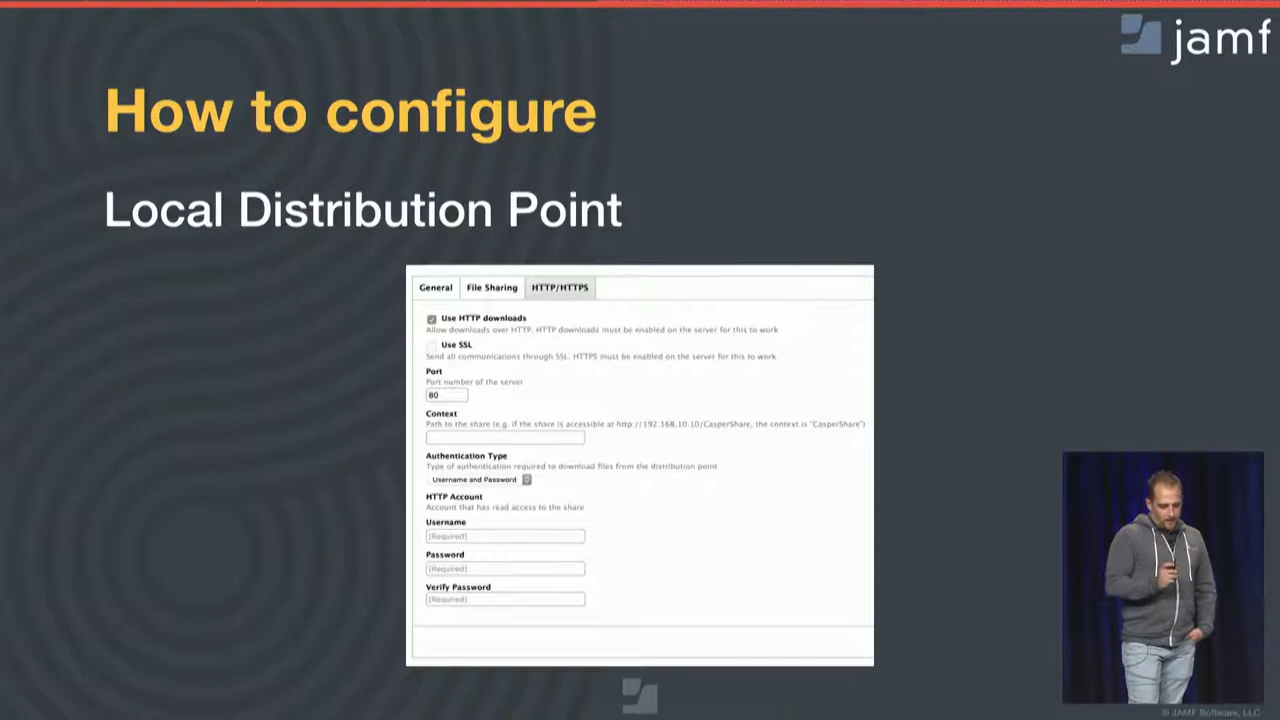 jamf
How to configure
Local Distribution Point
General File Sharing HTTP/HTTPS
Use HTTP downloads
Allow downloads over HTTP. HTTP downloads must be enabled on the server for this to work
Use SSL
Send all communications through SSL. HTTPS must be enabled on the server for this to work
Port
Port number of the server
80
Context
Path to the share (e.g. if the share is accessible at http://192.168.10.10/CasperShare, the context is "CasperShare")
Authentication Type
Type of authentication required to download files from the distribution point
Username and Password
HTTP Account
Account that has read access to the share
Username
[Required]
Password
[Required]
Verify Password
[Required]
© JAMF Software, LLC